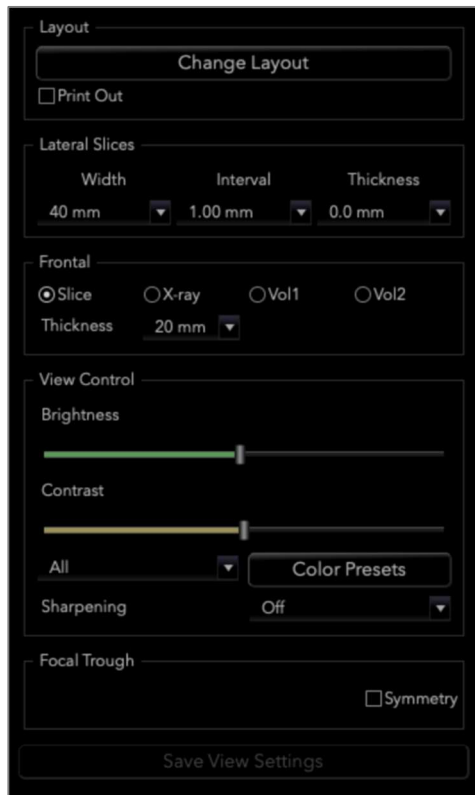 Layout
Change Layout
Print Out
Lateral Slices
Width Interval Thickness
40 mm 1.00 mm 0.0 mm
Frontal
Slice X-ray Vol1 Vol2
Thickness 20 mm
View Control
Brightness
Contrast
All Color Presets
Sharpening Off
Focal Trough
Symmetry
Save View Settings